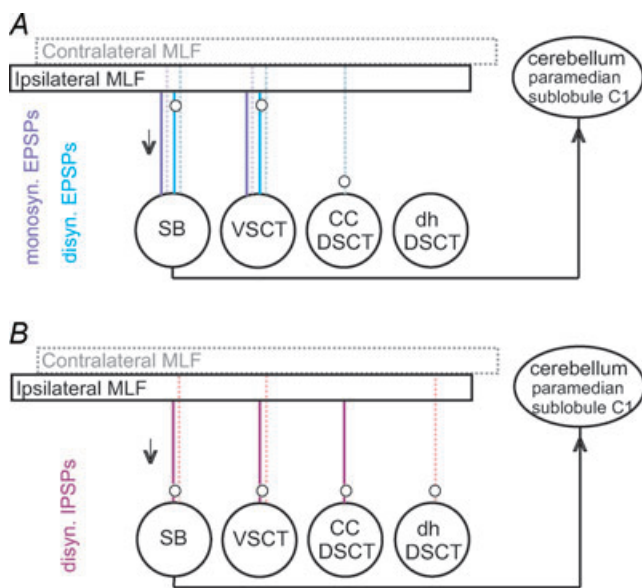 A
Contralateral MLF
Ipsilateral MLF
cerebellum
paramedian
sublobule C1
monosyn. EPSPs
disyn. EPSPs
SB
VSCT
CC
DSCT
dh
DSCT
B
Contralateral MLF
Ipsilateral MLF
cerebellum
paramedian
sublobule C1
disyn. IPSPs
SB
VSCT
CC
DSCT
dh
DSCT